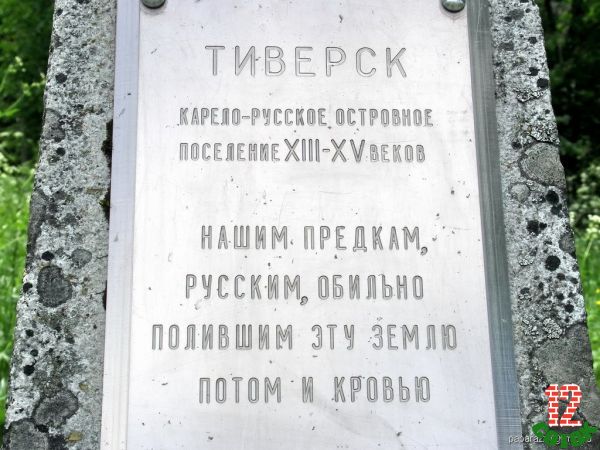 ТИВЕРСК
КАРЕЛО-РУССКОЕ ОСТРОВНОЕ
ПОСЕЛЕНИЕ XIII-XV ВЕКОВ
НАШИМ ПРЕДКАМ,
РУССКИМ, ОБИЛЬНО
ПОЛИВШИМ ЭТУ ЗЕМЛЮ
ПОТОМ И КРОВЬЮ
12